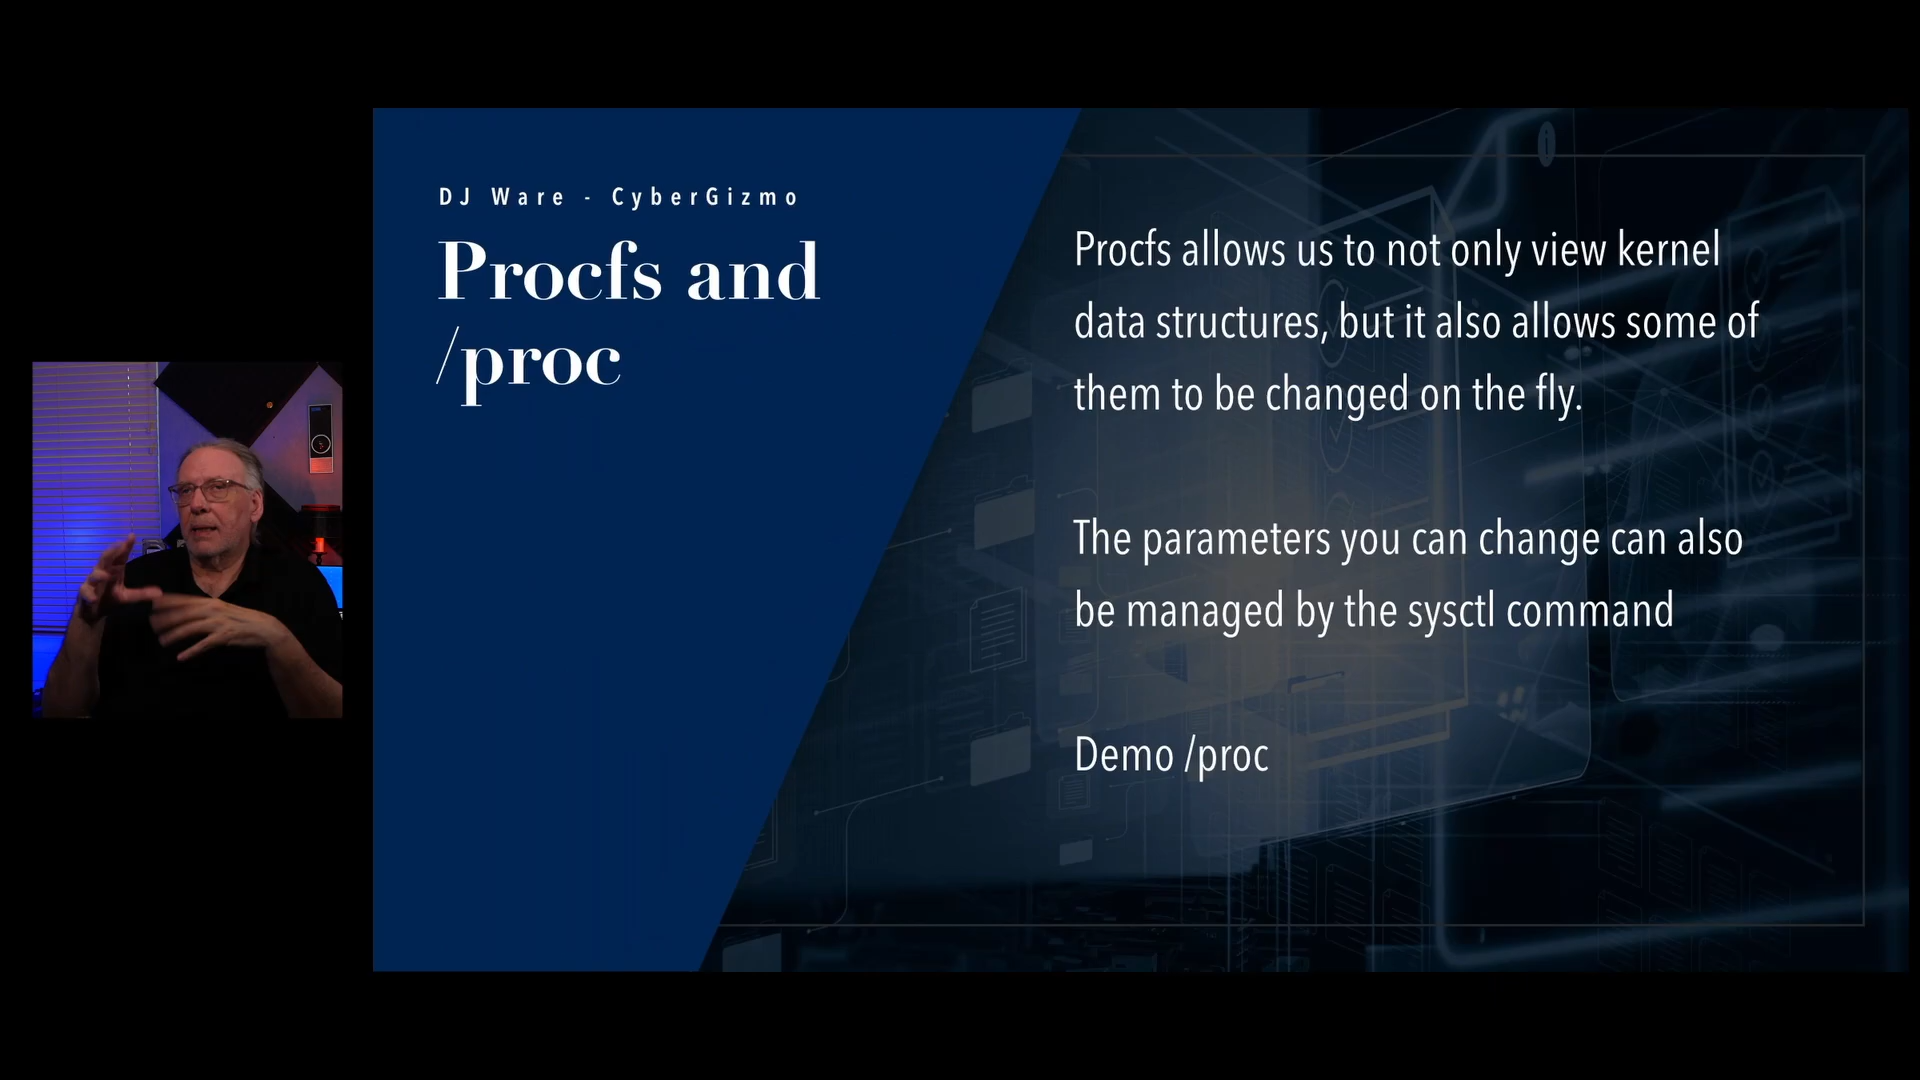 DJ Ware - CyberGizmo
Procfs and
/proc
Procfs allows us to not only view kernel
data structures, but it also allows some of
them to be changed on the fly.
The parameters you can change can also
be managed by the sysctl command
Demo /proc